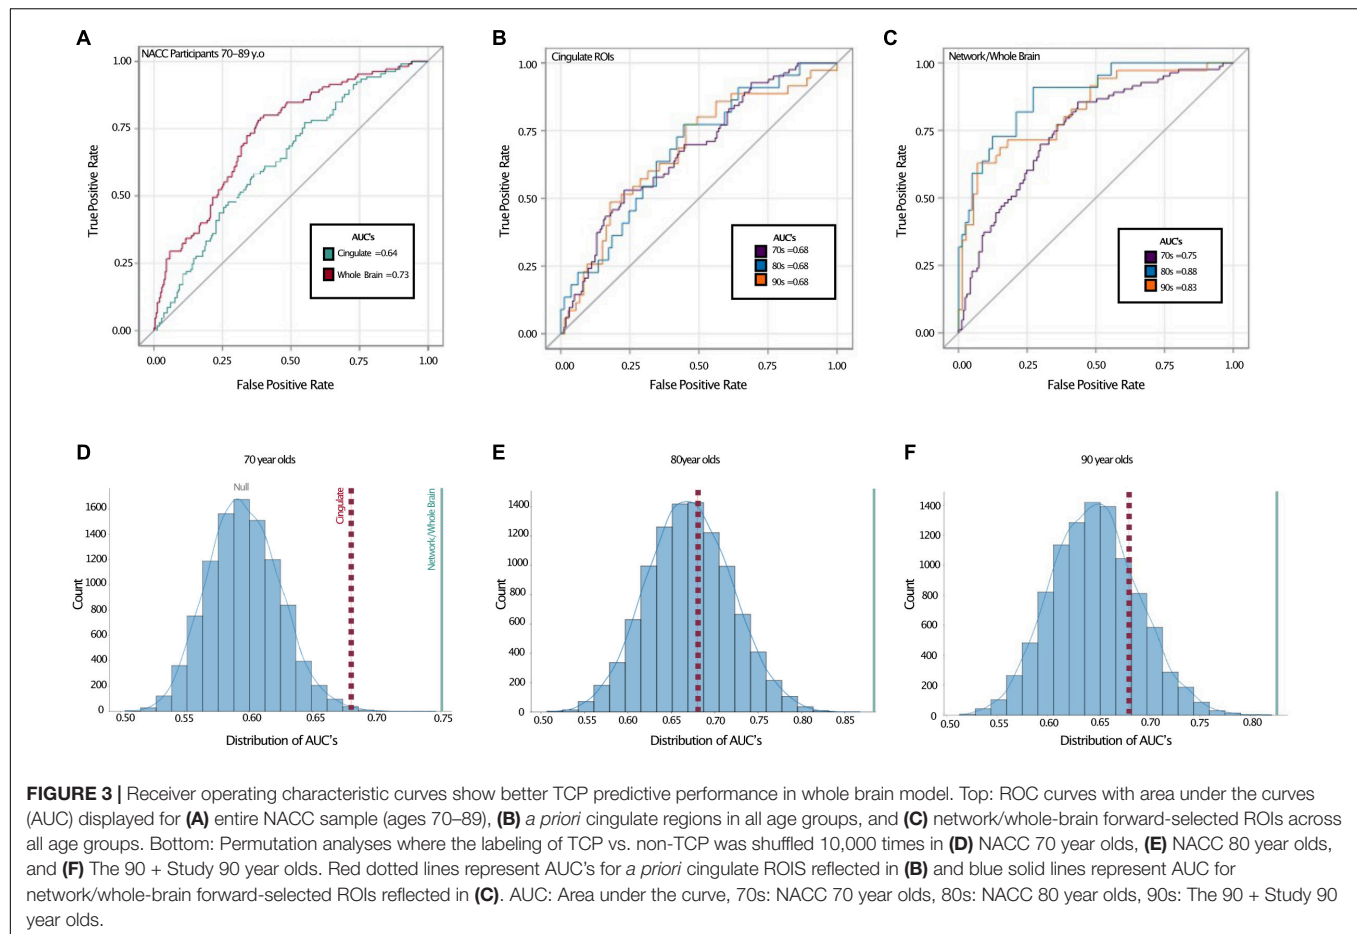 A
NACC Participants 70–89 y.o
1.00
0.75
0.50
0.25
0.00
True Positive Rate
AUC's
Cingulate =0.64
Whole Brain =0.73
0.00 0.25 0.50 0.75 1.00
False Positive Rate
B
Cingulate ROIs
1.00
0.75
0.50
0.25
0.00
True Positive Rate
AUC's
70s =0.68
80s =0.68
90s =0.68
0.00 0.25 0.50 0.75 1.00
False Positive Rate
C
Network/Whole Brain
1.00
0.75
0.50
0.25
0.00
True Positive Rate
AUC's
70s =0.75
80s =0.88
90s =0.83
0.00 0.25 0.50 0.75 1.00
False Positive Rate
D
70 year olds
Null
Cingulate
Network/Whole Brain
1600
1400
1200
1000
800
600
400
200
0
Count
0.50 0.55 0.60 0.65 0.70 0.75
Distribution of AUC's
E
80year olds
1400
1200
1000
800
600
400
200
0
Count
0.50 0.55 0.60 0.65 0.70 0.75 0.80 0.85
Distribution of AUC's
F
90 year olds
1400
1200
1000
800
600
400
200
0
Count
0.50 0.55 0.60 0.65 0.70 0.75 0.80
Distribution of AUC's
FIGURE 3 | Receiver operating characteristic curves show better TCP predictive performance in whole brain model. Top: ROC curves with area under the curves
(AUC) displayed for (A) entire NACC sample (ages 70–89), (B) a priori cingulate regions in all age groups, and (C) network/whole-brain forward-selected ROIs across
all age groups. Bottom: Permutation analyses where the labeling of TCP vs. non-TCP was shuffled 10,000 times in (D) NACC 70 year olds, (E) NACC 80 year olds,
and (F) The 90 + Study 90 year olds. Red dotted lines represent AUC's for a priori cingulate ROIS reflected in (B) and blue solid lines represent AUC for
network/whole-brain forward-selected ROIs reflected in (C). AUC: Area under the curve, 70s: NACC 70 year olds, 80s: NACC 80 year olds, 90s: The 90 + Study 90
year olds.